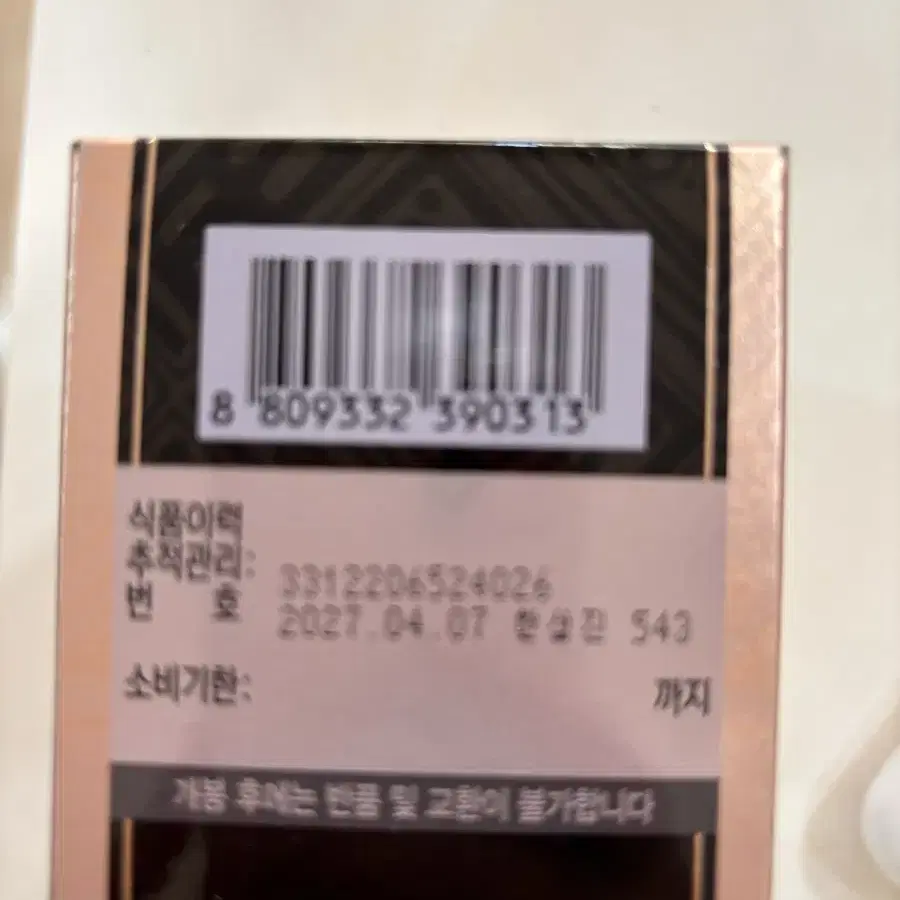 8 809332 390313
식품이력
추적관리:
번 호
3312206524026
2027.04.07 한삼진 543
소비기한: 까지
개봉 후에는 반품 및 교환이 불가합니다